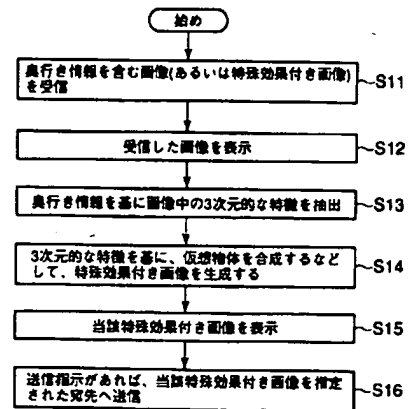 始め
奥行き情報を含む画像(あるいは特殊効果付き画像)
を受信
S11
受信した画像を表示
S12
奥行き情報を基に画像中の3次元的な特徴を抽出
S13
3次元的な特徴を基に、仮想物体を合成するなど
して、特殊効果付き画像を生成する
S14
当該特殊効果付き画像を表示
S15
送信指示があれば、当該特殊効果付き画像を指定
された宛先へ送信
S16